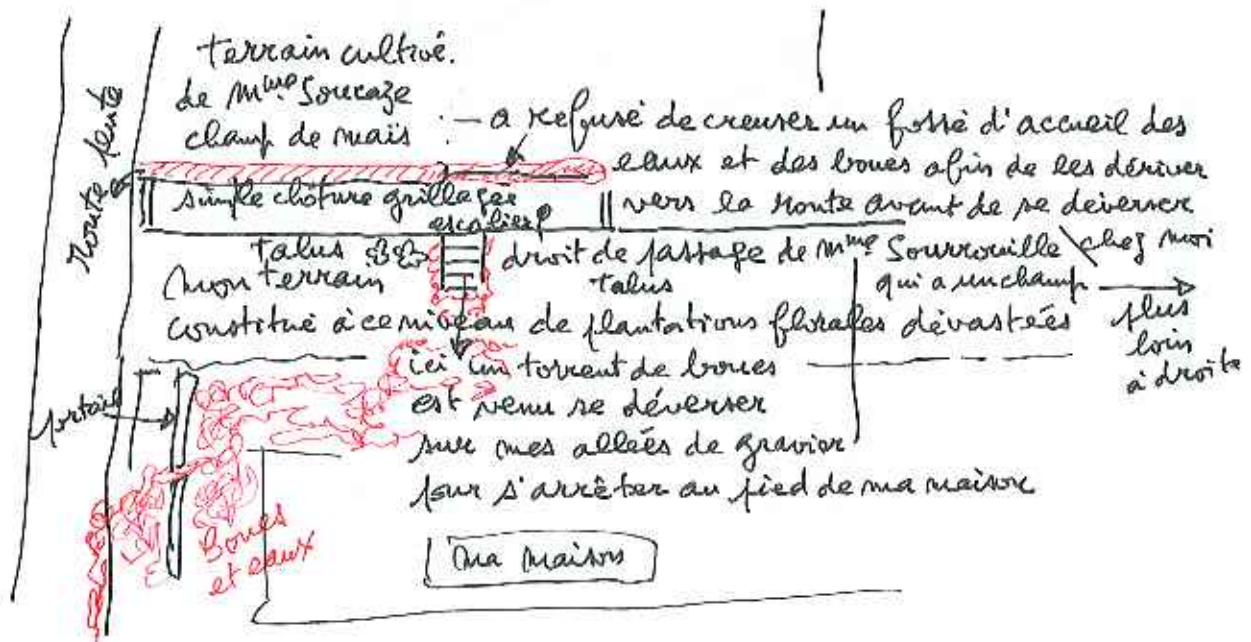 terrain cultivé.
de Mme Soucaze
champ de maïs
- a refusé de creuser un fossé d'accueil des
eaux et des boues afin de les dériver
vers la route avant de se déverser
chez moi
Route pente
simple clôture grillagée
escalier
talus
droit de passage de Mme Sourrouille
qui a un champ
plus
loin
à droite
talus
mon terrain
constitué à ce niveau de plantations florales dévastées
ici un torrent de boues
est venu se déverser
sur mes allées de gravier
pour s'arrêter au pied de ma maison
portail
Boues
et eaux
ma maison